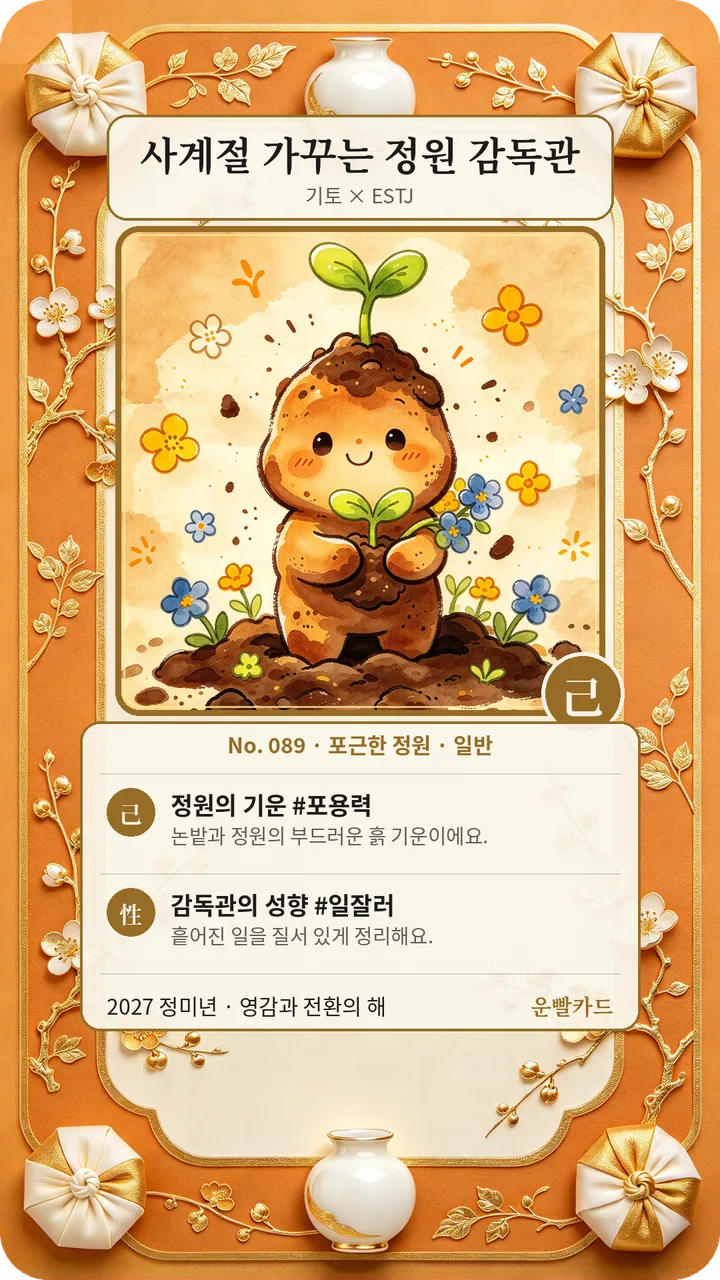 사계절 가꾸는 정원 감독관
기토 × ESTJ
己
No. 089 · 포근한 정원 · 일반
己
정원의 기운 #포용력
논밭과 정원의 부드러운 흙 기운이에요.
性
감독관의 성향 #일잘러
흩어진 일을 질서 있게 정리해요.
2027 정미년 · 영감과 전환의 해
운빨카드